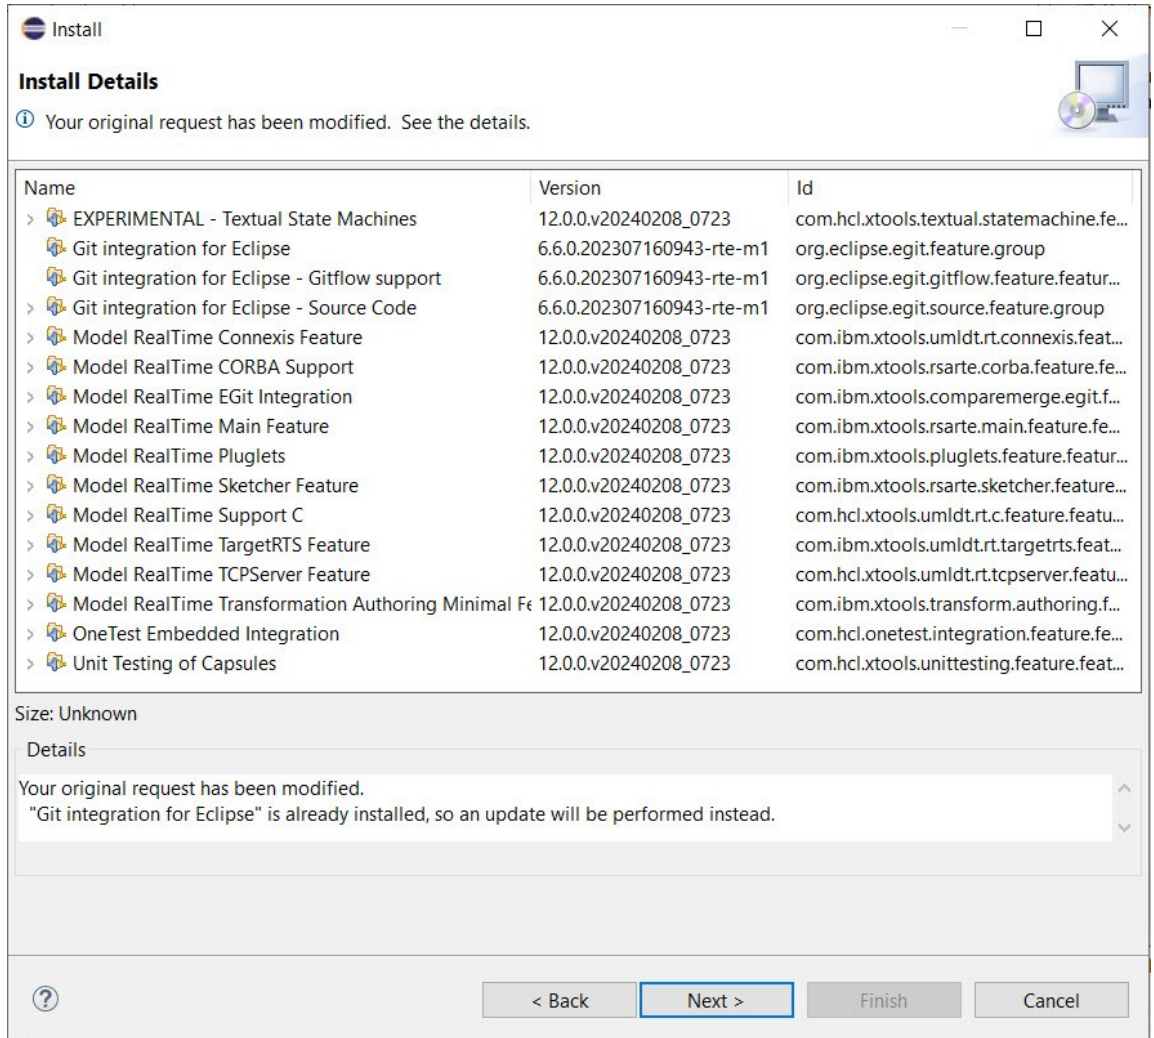 Install
Install Details
Your original request has been modified. See the details.
Name Version Id
EXPERIMENTAL - Textual State Machines 12.0.0.v20240208_0723 com.hcl.xtools.textual.statemachine.fe...
Git integration for Eclipse 6.6.0.202307160943-rte-m1 org.eclipse.egit.feature.group
Git integration for Eclipse - Gitflow support 6.6.0.202307160943-rte-m1 org.eclipse.egit.gitflow.feature.featur...
Git integration for Eclipse - Source Code 6.6.0.202307160943-rte-m1 org.eclipse.egit.source.feature.group
Model RealTime Connexis Feature 12.0.0.v20240208_0723 com.ibm.xtools.umldt.rt.connexis.feat...
Model RealTime CORBA Support 12.0.0.v20240208_0723 com.ibm.xtools.rsarte.corba.feature.fe...
Model RealTime EGit Integration 12.0.0.v20240208_0723 com.ibm.xtools.comparemerge.egit.f...
Model RealTime Main Feature 12.0.0.v20240208_0723 com.ibm.xtools.rsarte.main.feature.fe...
Model RealTime Pluglets 12.0.0.v20240208_0723 com.ibm.xtools.pluglets.feature.featur...
Model RealTime Sketcher Feature 12.0.0.v20240208_0723 com.ibm.xtools.rsarte.sketcher.feature...
Model RealTime Support C 12.0.0.v20240208_0723 com.hcl.xtools.umldt.rt.c.feature.featu...
Model RealTime TargetRTS Feature 12.0.0.v20240208_0723 com.ibm.xtools.umldt.rt.targetrts.feat...
Model RealTime TCPServer Feature 12.0.0.v20240208_0723 com.hcl.xtools.umldt.rt.tcpserver.featu...
Model RealTime Transformation Authoring Minimal Fe 12.0.0.v20240208_0723 com.ibm.xtools.transform.authoring.f...
OneTest Embedded Integration 12.0.0.v20240208_0723 com.hcl.onetest.integration.feature.fe...
Unit Testing of Capsules 12.0.0.v20240208_0723 com.hcl.xtools.unittesting.feature.feat...
Size: Unknown
Details
Your original request has been modified.
"Git integration for Eclipse" is already installed, so an update will be performed instead.
? < Back Next > Finish Cancel